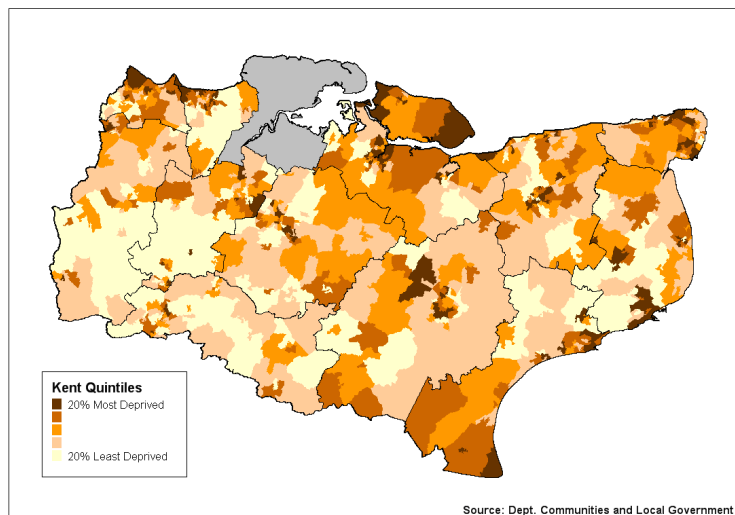 Kent Quintiles
20% Most Deprived
20% Least Deprived
Source: Dept. Communities and Local Government